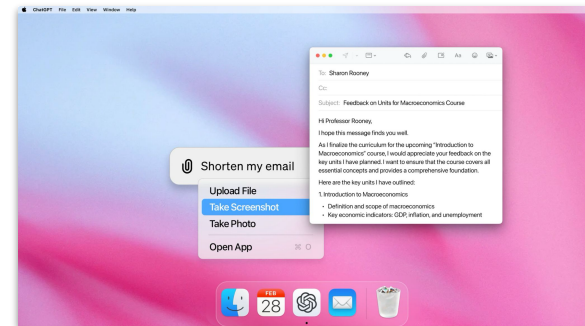 ChatGPT File Edit View Window Help
Aa
To: Sharon Rooney
Cc:
Subject: Feedback on Units for Macroeconomics Course
Hi Professor Rooney,
I hope this message finds you well.
As I finalize the curriculum for the upcoming "Introduction to
Macroeconomics" course, I would appreciate your feedback on the
key units I have planned. I want to ensure that the course covers all
essential concepts and provides a comprehensive foundation.
Here are the key units I have outlined:
1. Introduction to Macroeconomics
• Definition and scope of macroeconomics
• Key economic indicators: GDP, inflation, and unemployment
Shorten my email
Upload File
Take Screenshot
Take Photo
Open App ⌘ O
FEB
28